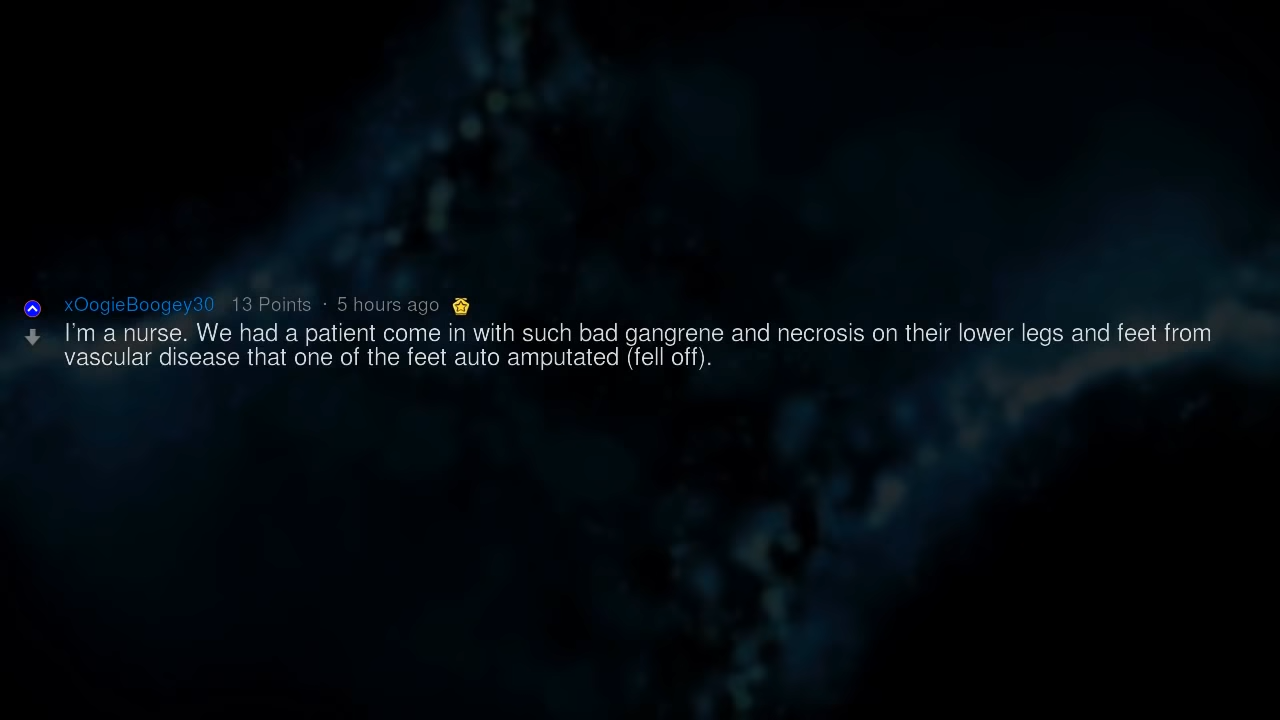 xOogieBoogey30 13 Points · 5 hours ago
I'm a nurse. We had a patient come in with such bad gangrene and necrosis on their lower legs and feet from
vascular disease that one of the feet auto amputated (fell off).